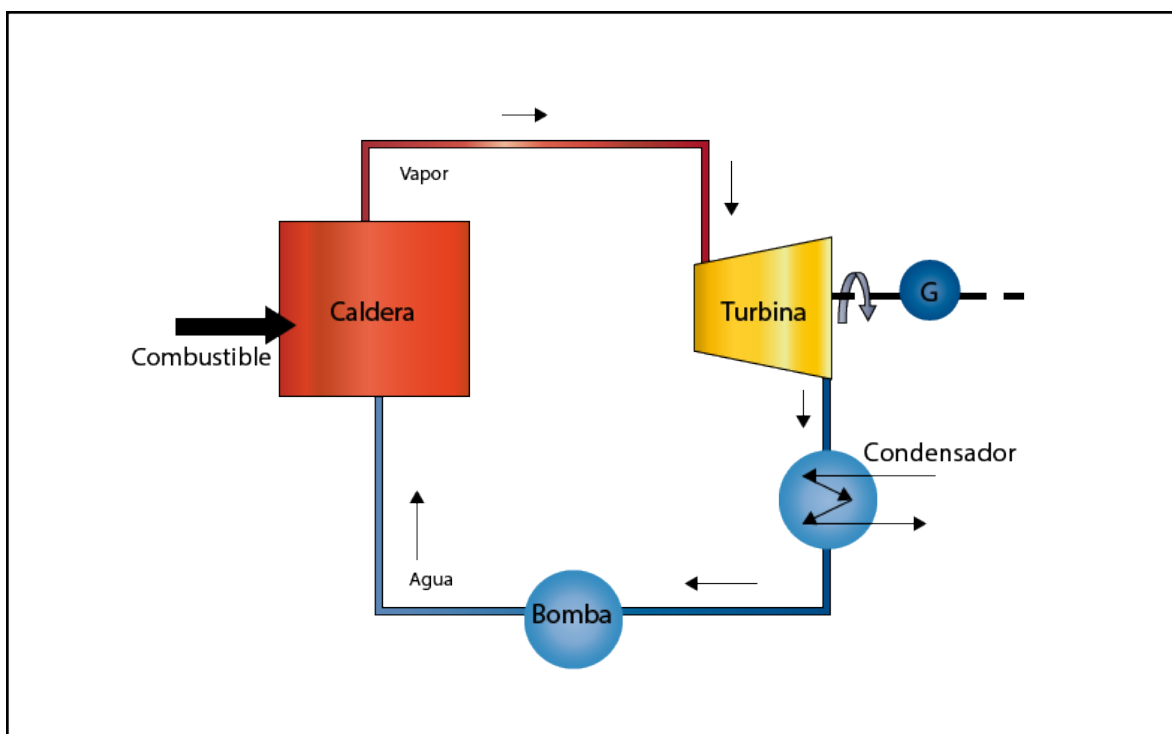 Vapor
Caldera
Turbina
G
Combustible
Condensador
Agua
Bomba